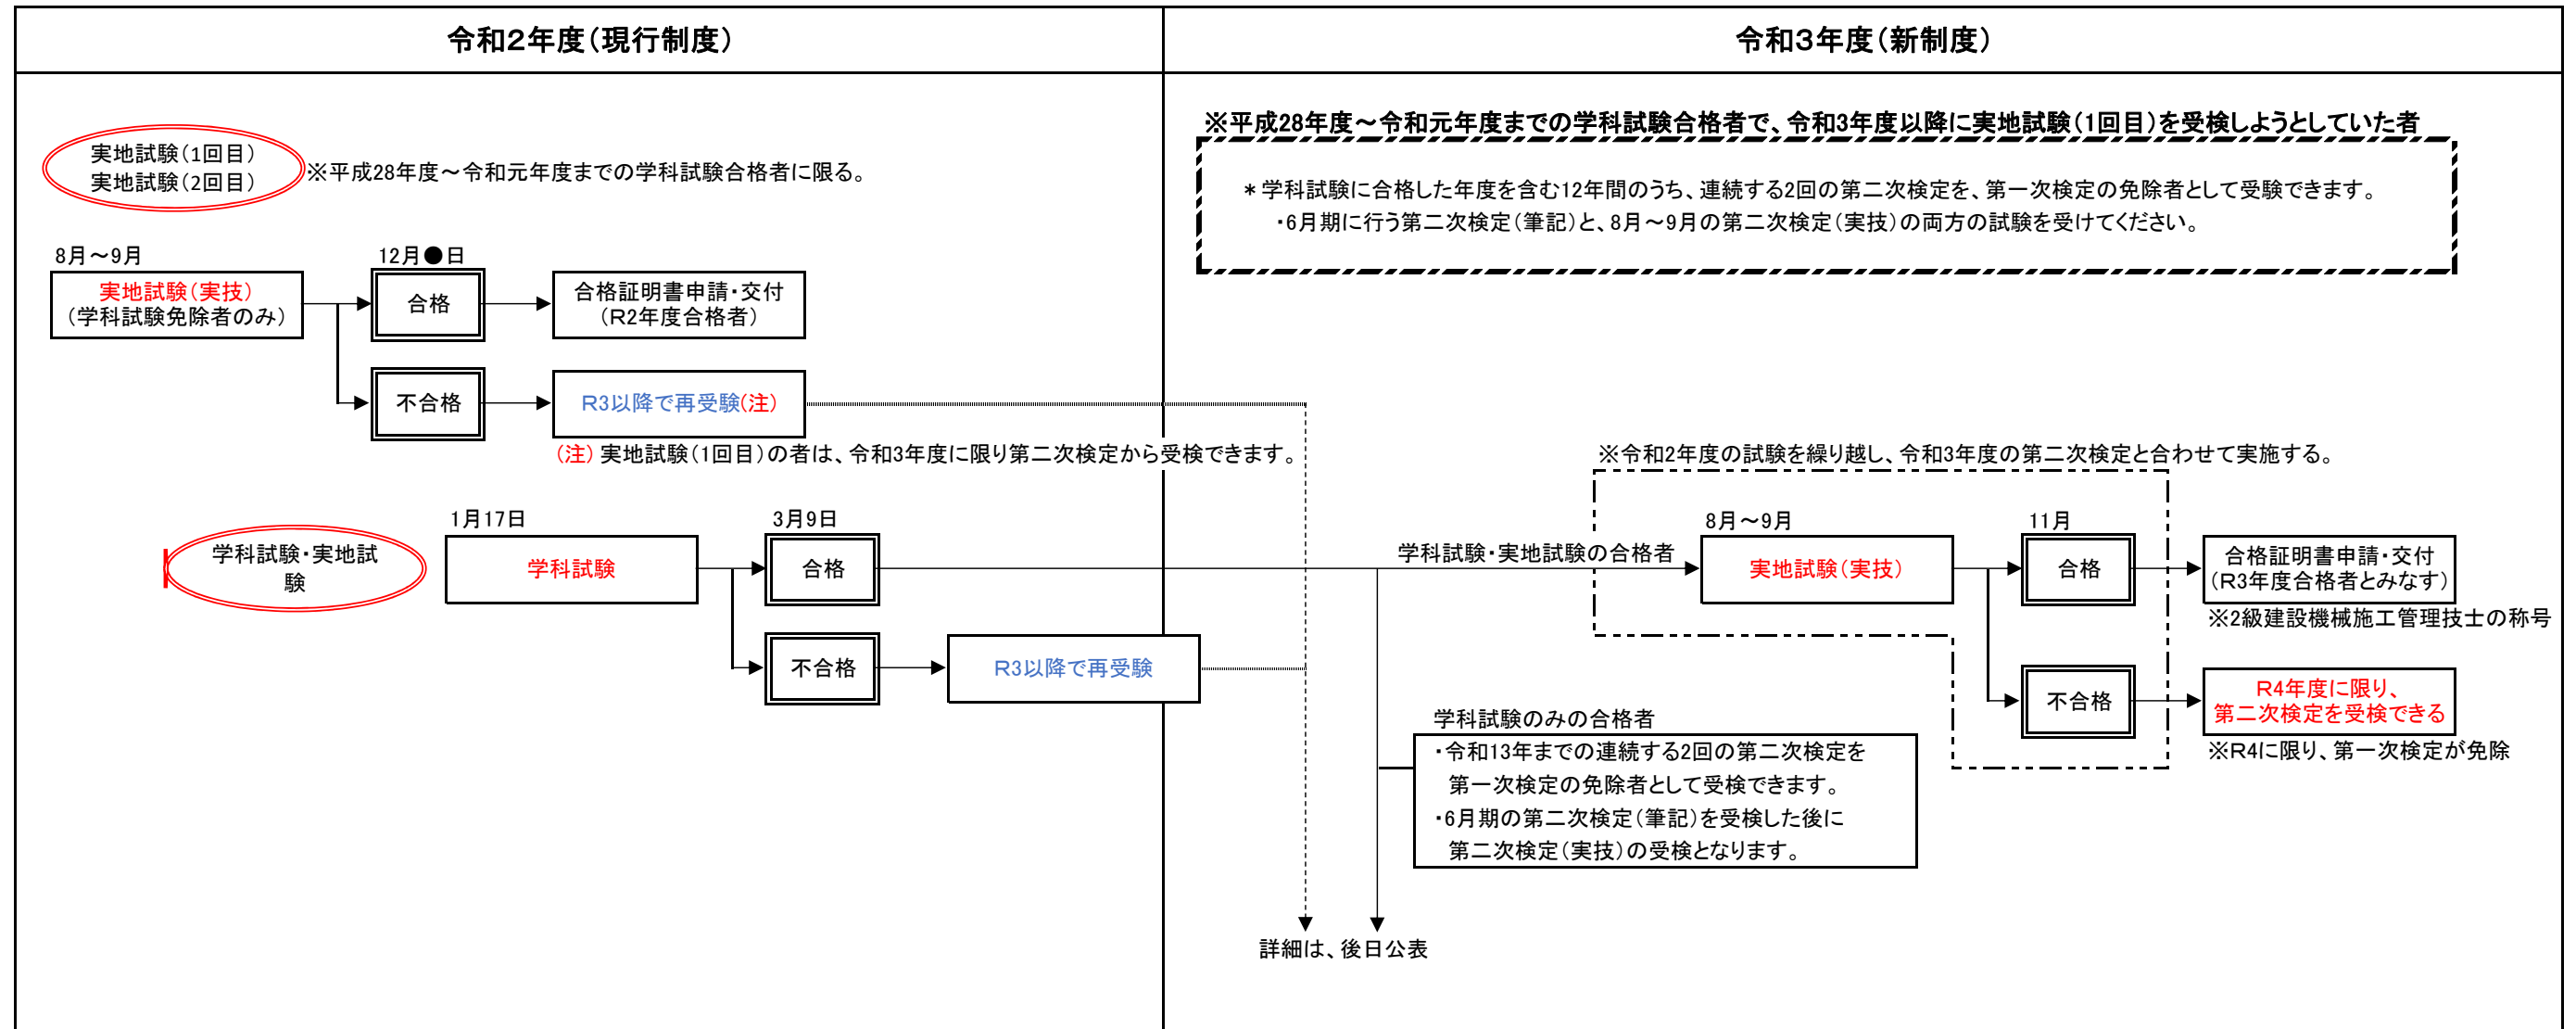 令和2年度（現行制度）
令和3年度（新制度）
実地試験（1回目）
実地試験（2回目）
※平成28年度～令和元年度までの学科試験合格者に限る。
※平成28年度～令和元年度までの学科試験合格者で、令和3年度以降に実地試験（1回目）を受検しようとしていた者
＊学科試験に合格した年度を含む12年間のうち、連続する2回の第二次検定を、第一次検定の免除者として受験できます。
・6月期に行う第二次検定（筆記）と、8月～9月の第二次検定（実技）の両方の試験を受けてください。
8月～9月
12月●日
実地試験（実技）
（学科試験免除者のみ）
合格
合格証明書申請・交付
（R2年度合格者）
不合格
R3以降で再受験（注）
（注）実地試験（1回目）の者は、令和3年度に限り第二次検定から受検できます。
※令和2年度の試験を繰り越し、令和3年度の第二次検定と合わせて実施する。
学科試験・実地試
験
1月17日
3月9日
学科試験
合格
学科試験・実地試験の合格者
8月～9月
11月
実地試験（実技）
合格
合格証明書申請・交付
（R3年度合格者とみなす）
※2級建設機械施工管理技士の称号
不合格
R3以降で再受験
不合格
R4年度に限り、
第二次検定を受検できる
※R4に限り、第一次検定が免除
学科試験のみの合格者
・令和13年までの連続する2回の第二次検定を
第一次検定の免除者として受検できます。
・6月期の第二次検定（筆記）を受検した後に
第二次検定（実技）の受検となります。
詳細は、後日公表